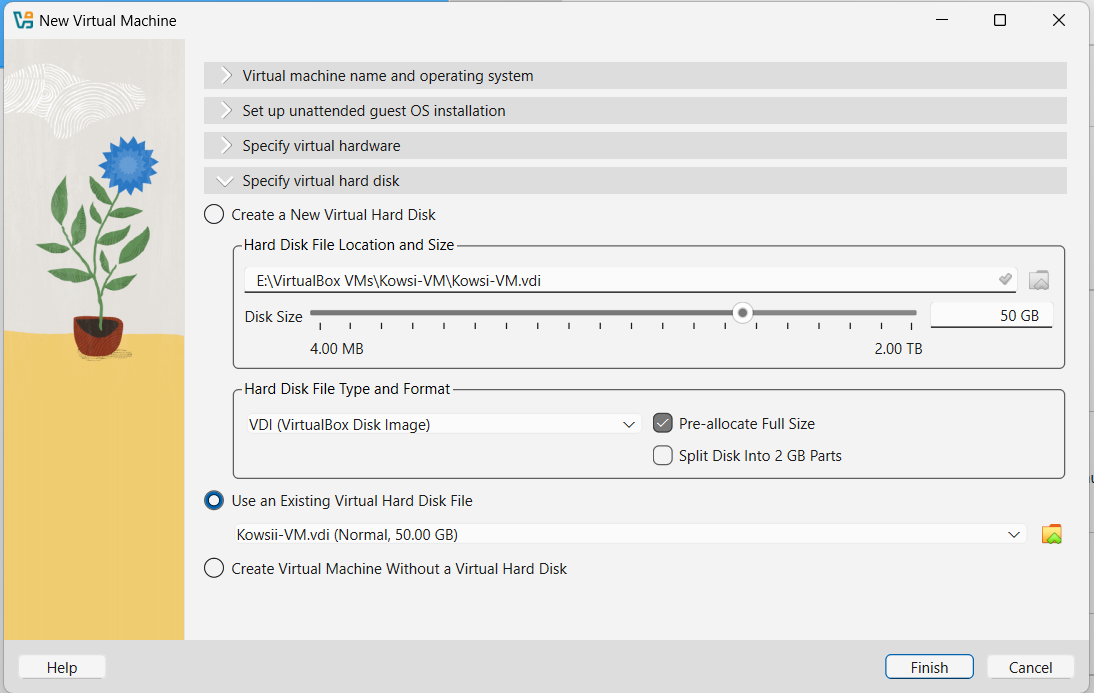 New Virtual Machine
Virtual machine name and operating system
Set up unattended guest OS installation
Specify virtual hardware
Specify virtual hard disk
Create a New Virtual Hard Disk
Hard Disk File Location and Size
E:\VirtualBox VMs\Kowsi-VM\Kowsi-VM.vdi
Disk Size 50 GB
4.00 MB 2.00 TB
Hard Disk File Type and Format
VDI (VirtualBox Disk Image) Pre-allocate Full Size
Split Disk Into 2 GB Parts
Use an Existing Virtual Hard Disk File
Kowsii-VM.vdi (Normal, 50.00 GB)
Create Virtual Machine Without a Virtual Hard Disk
Help Finish Cancel